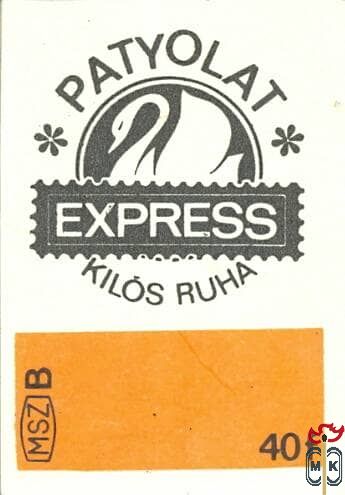 PATYOLAT
EXPRESS
KILÓS RUHA
MSZ B
40 f
MK